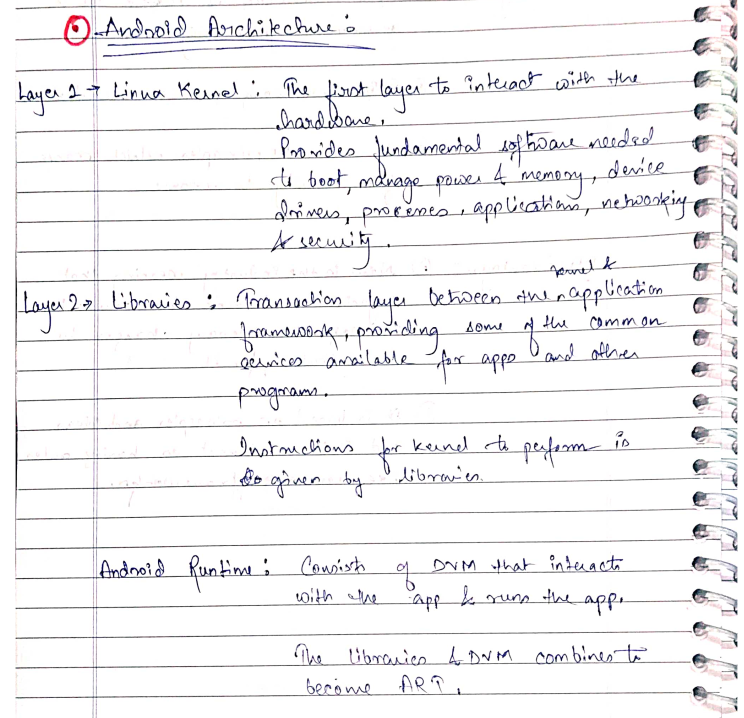 Android Architecture :
Layer 1 → Linux Kernel : The first layer to interact with the
hardware.
Provides fundamental software needed
to boot, manage power & memory, device
drivers, processes, applications, networking
& security.
kernel &
Layer 2 → Libraries : Transaction layer between the application
framework, providing some of the common
services available for apps and other
programs.
Instructions for kernel to perform is
given by libraries.
Android Runtime : Consists of DVM that interacts
with the app & runs the app.
The libraries & DVM combines to
become ART.